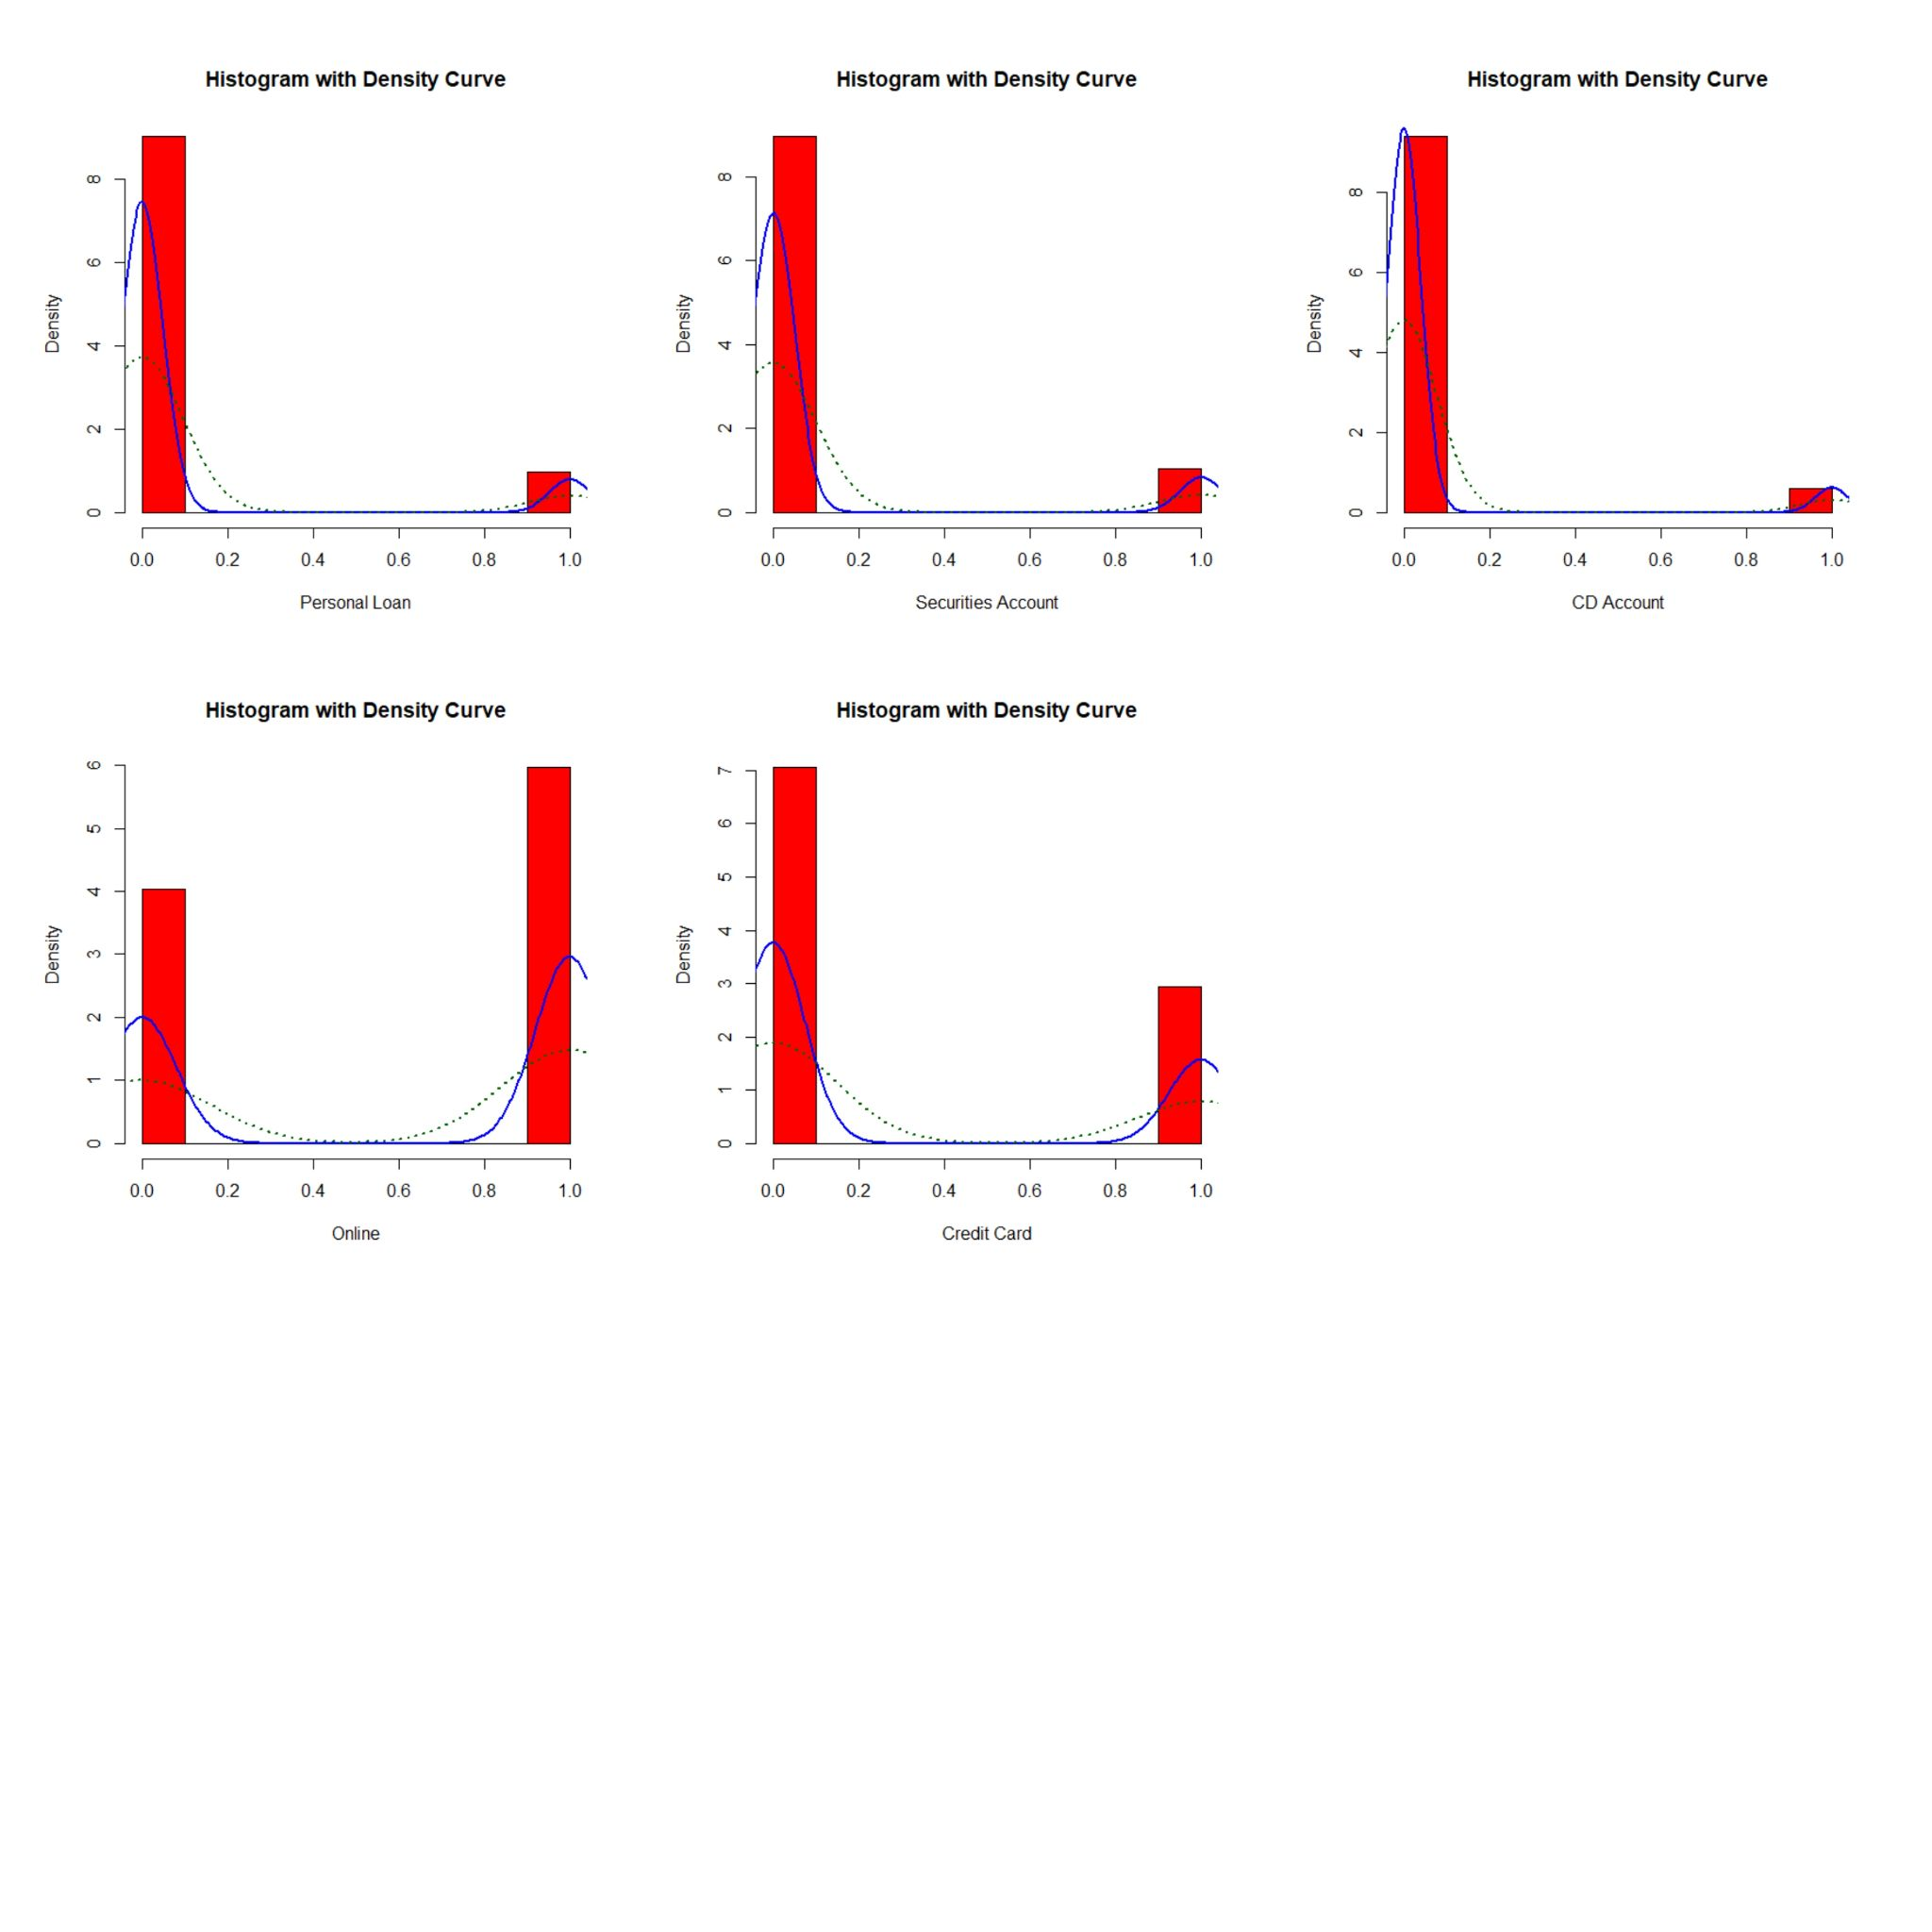 Histogram with Density Curve
Density
8
6
4
2
0
0.0 0.2 0.4 0.6 0.8 1.0
Personal Loan
Histogram with Density Curve
Density
8
6
4
2
0
0.0 0.2 0.4 0.6 0.8 1.0
Securities Account
Histogram with Density Curve
Density
8
6
4
2
0
0.0 0.2 0.4 0.6 0.8 1.0
CD Account
Histogram with Density Curve
Density
6
5
4
3
2
1
0
0.0 0.2 0.4 0.6 0.8 1.0
Online
Histogram with Density Curve
Density
7
6
5
4
3
2
1
0
0.0 0.2 0.4 0.6 0.8 1.0
Credit Card